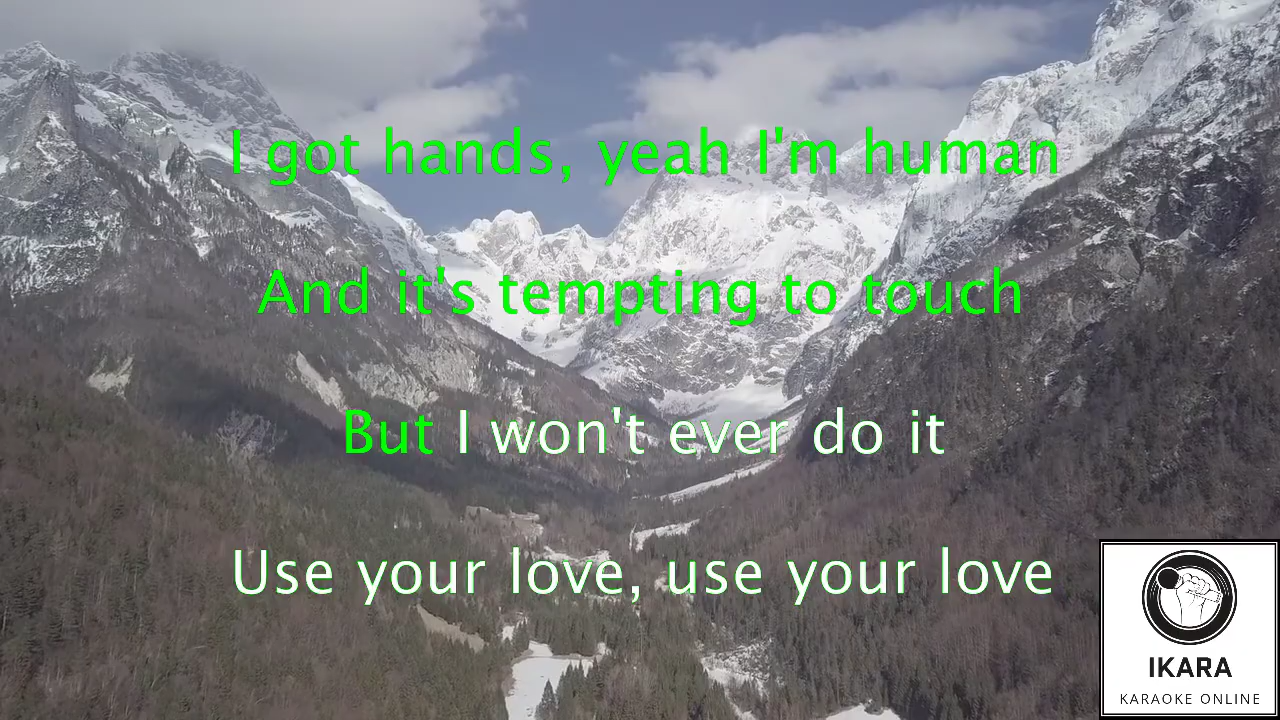 I got hands, yeah I'm human
And it's tempting to touch
But I won't ever do it
Use your love, use your love
IKARA
KARAOKE ONLINE